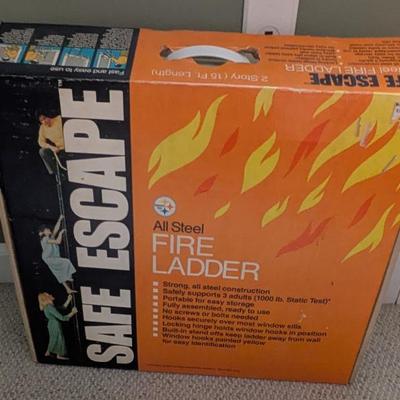 Fast and easy to use
2 Story (15 Ft. Length)
FE ESCAPE
eel FIRE LADDER
SAFE ESCAPE
All Steel
FIRE
LADDER
Strong, all steel construction
Safely supports 3 adults (1000 lb. Static Test)*
Portable for easy storage
Fully assembled, ready to use
No screws or bolts needed
Hooks securely over most window sills
Locking hinge holds window hooks in position
Built-in stand offs keep ladder away from wall
Window hooks painted yellow
for easy identification